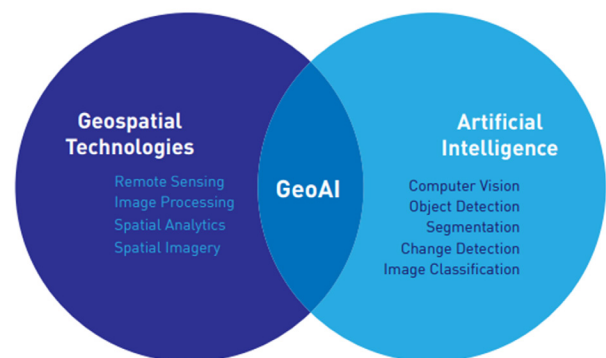 Geospatial
Technologies
Remote Sensing
Image Processing
Spatial Analytics
Spatial Imagery
GeoAI
Artificial
Intelligence
Computer Vision
Object Detection
Segmentation
Change Detection
Image Classification